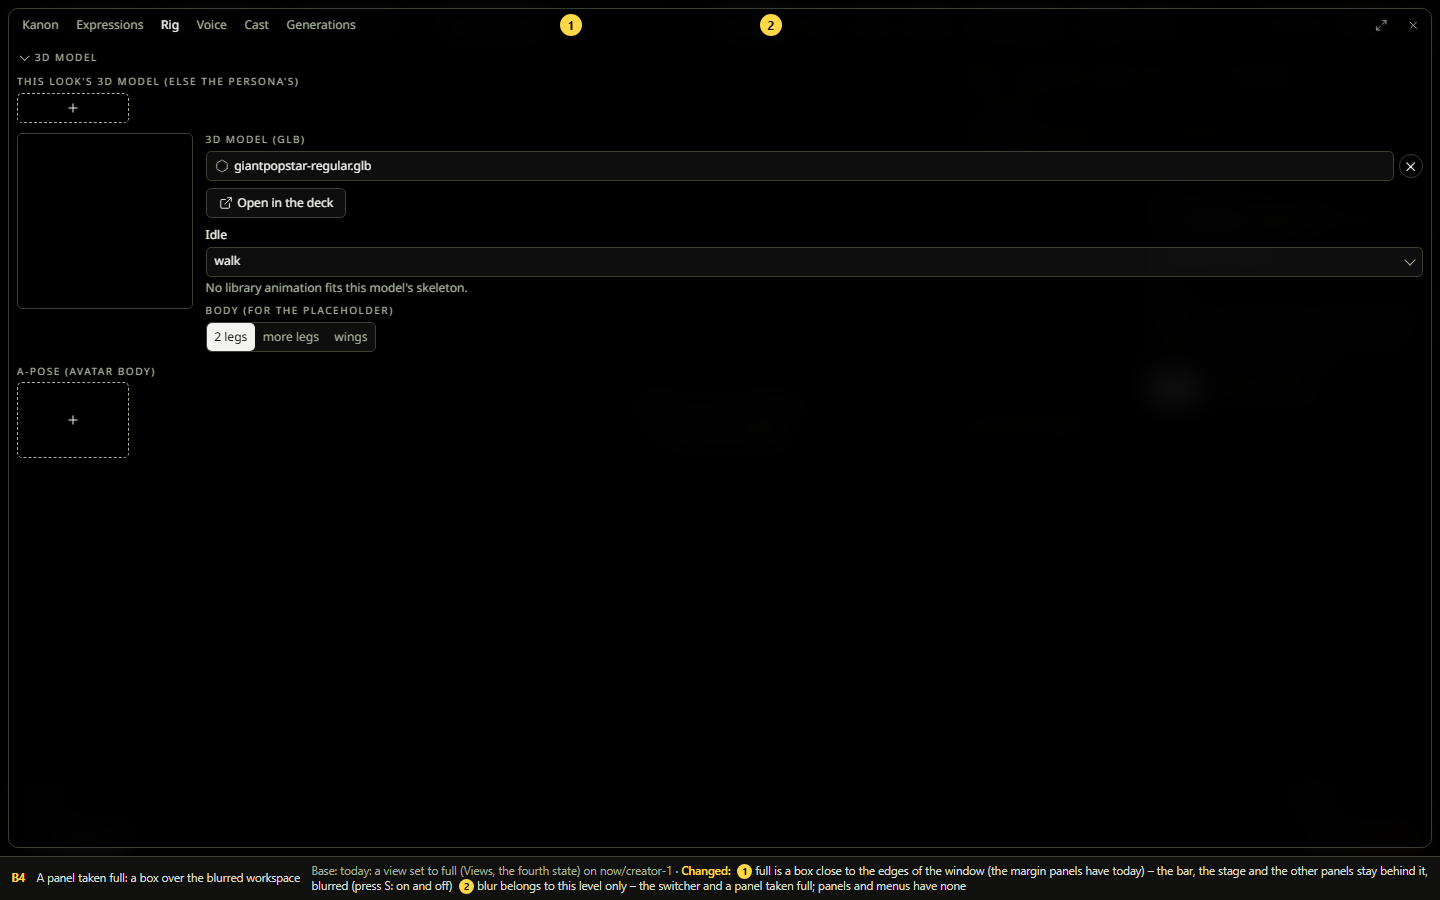 Kanon Expressions Rig Voice Cast Generations 1 2
3D MODEL
THIS LOOK'S 3D MODEL (ELSE THE PERSONA'S)
+
3D MODEL (GLB)
giantpopstar-regular.glb
Open in the deck
Idle
walk
No library animation fits this model's skeleton.
BODY (FOR THE PLACEHOLDER)
2 legs more legs wings
A-POSE (AVATAR BODY)
+
B4 A panel taken full: a box over the blurred workspace
Base: today: a view set to full (Views, the fourth state) on now/creator-1 · Changed: 1 full is a box close to the edges of the window (the margin panels have today) – the bar, the stage and the other panels stay behind it,
blurred (press S: on and off) 2 blur belongs to this level only – the switcher and a panel taken full; panels and menus have none